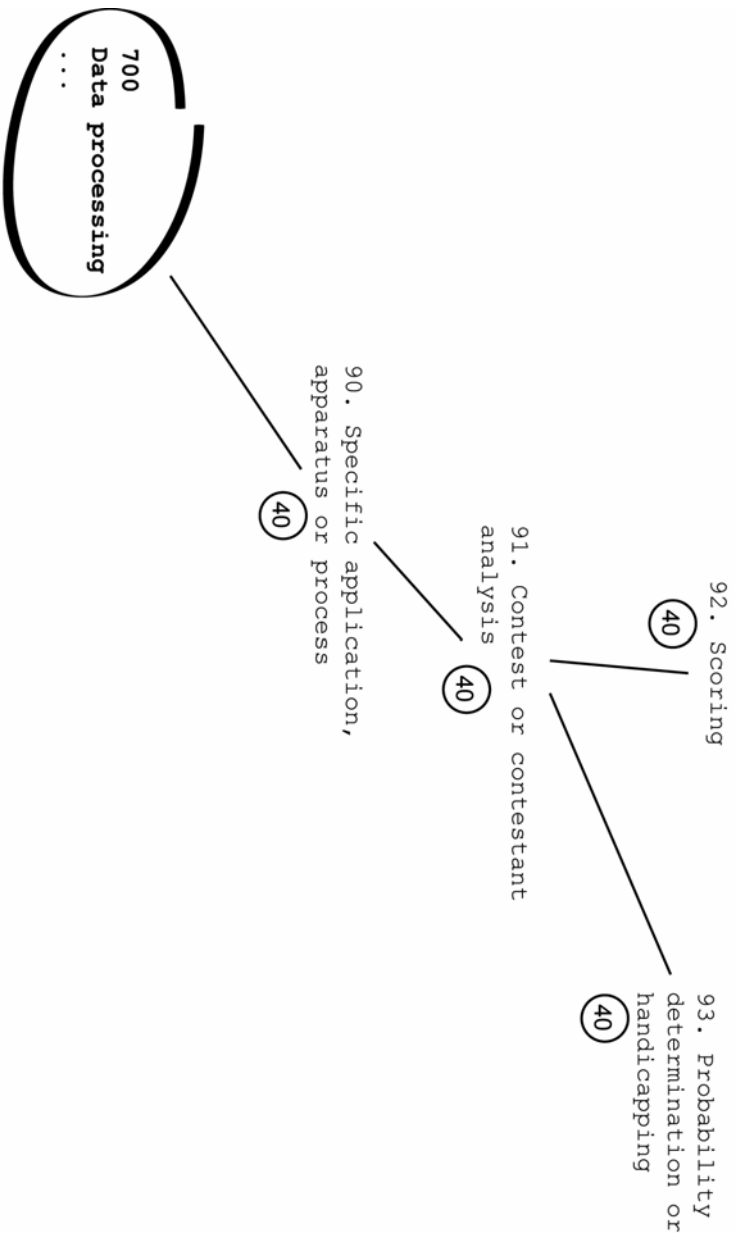 700
Data processing
...
90. Specific application,
apparatus or process
40
91. Contest or contestant
analysis
40
92. Scoring
40
93. Probability
determination or
handicapping
40